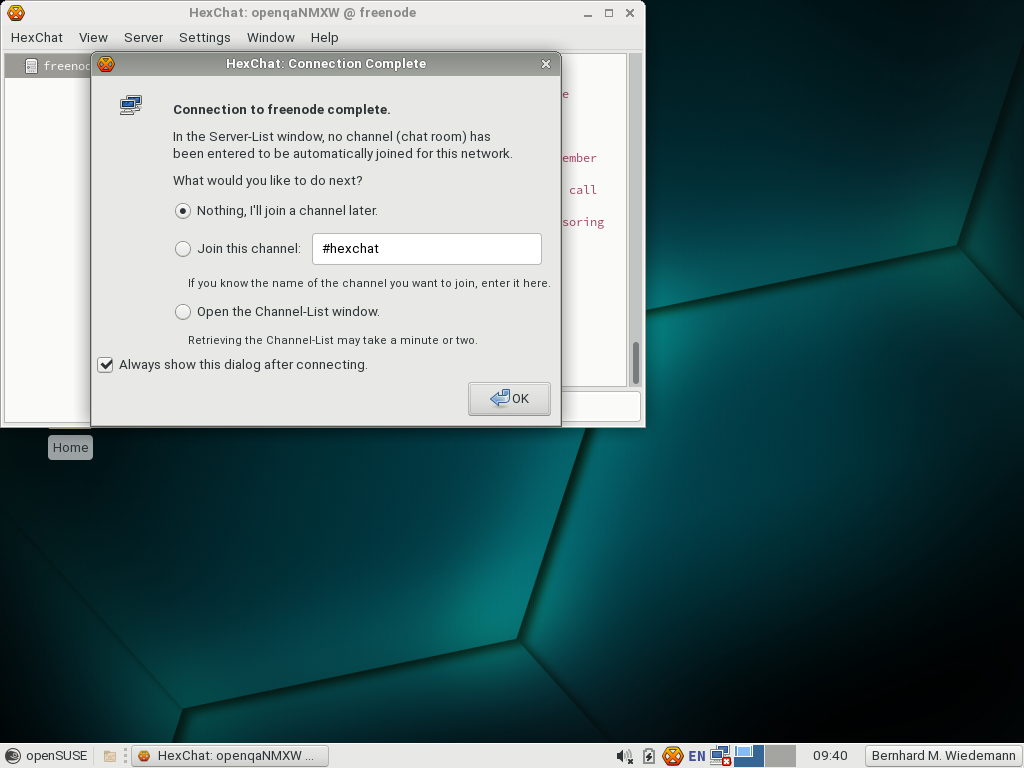 HexChat: openqaNMXW @ freenode
HexChat View Server Settings Window Help
freenod
HexChat: Connection Complete
e
ember
call
soring
Connection to freenode complete.
In the Server-List window, no channel (chat room) has
been entered to be automatically joined for this network.
What would you like to do next?
Nothing, I'll join a channel later.
Join this channel: #hexchat
If you know the name of the channel you want to join, enter it here.
Open the Channel-List window.
Retrieving the Channel-List may take a minute or two.
Always show this dialog after connecting.
OK
Home
openSUSE HexChat: openqaNMXW ... EN 09:40 Bernhard M. Wiedemann